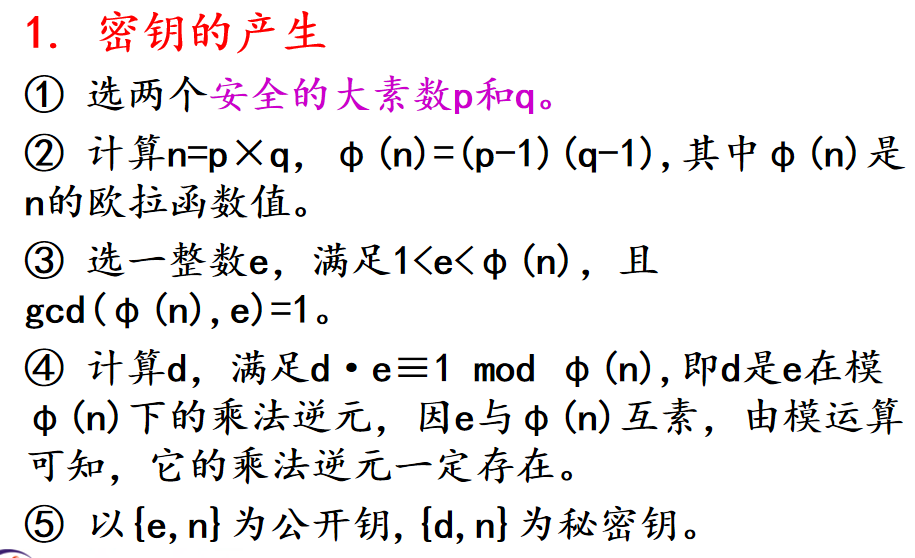 1. 密钥的产生
① 选两个安全的大素数p和q。
② 计算n=p×q，φ(n)=(p-1)(q-1),其中φ(n)是
n的欧拉函数值。
③ 选一整数e，满足1<e<φ(n)，且
gcd(φ(n),e)=1。
④ 计算d，满足d·e≡1 mod φ(n),即d是e在模
φ(n)下的乘法逆元，因e与φ(n)互素，由模运算
可知，它的乘法逆元一定存在。
⑤ 以{e,n}为公开钥,{d,n}为秘密钥。